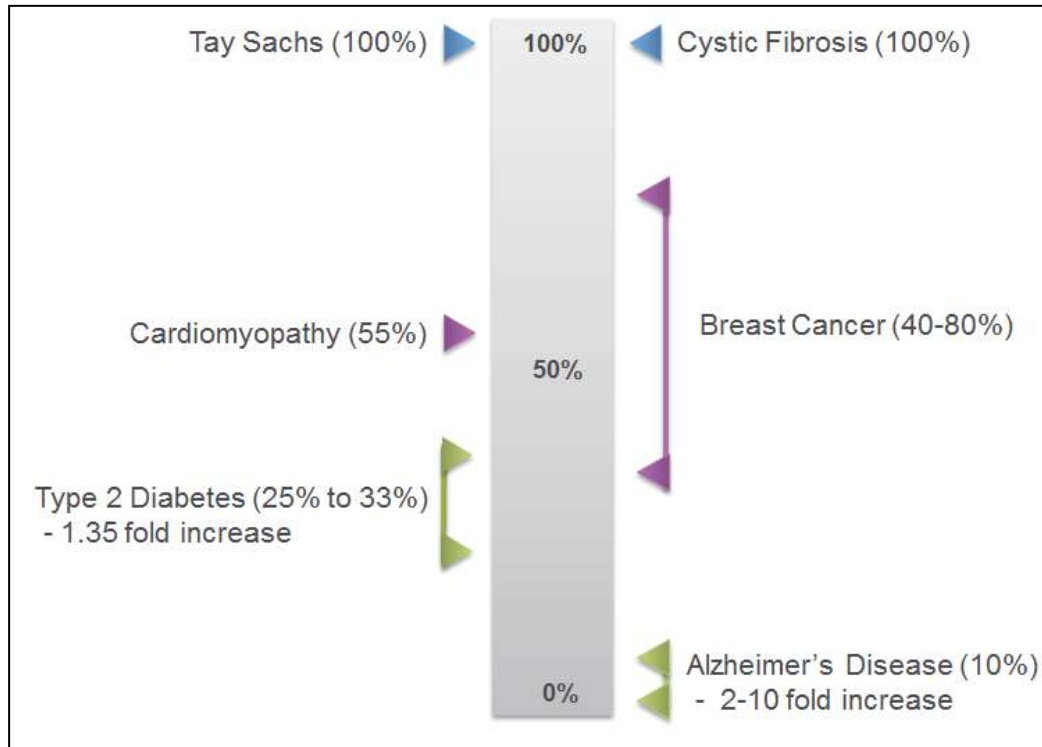 Tay Sachs (100%)
100%
Cystic Fibrosis (100%)
Cardiomyopathy (55%)
Breast Cancer (40-80%)
50%
Type 2 Diabetes (25% to 33%)
- 1.35 fold increase
Alzheimer's Disease (10%)
- 2-10 fold increase
0%